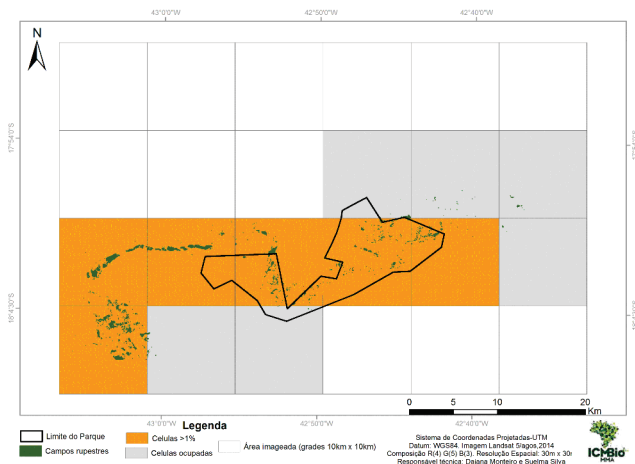 43°0'0"W
42°50'0"W
42°40'0"W
N
17°54'0"S
17°54'0"S
0
5
10
20
Km
43°0'0"W
42°50'0"W
42°40'0"W
Legenda
Limite do Parque
Campos rupestres
Celulas >1%
Celulas ocupadas
Área imageada (grades 10km x 10km)
Sistema de Coordenadas Projetadas-UTM
Datum: WGS84. Imagem Landsat 5/agos,2014
Composição R(4) G(5) B(3). Resolução Espacial: 30m x 30m
Responsável técnica: Daiana Monteiro e Suelma Silva
ICMBio
MMA